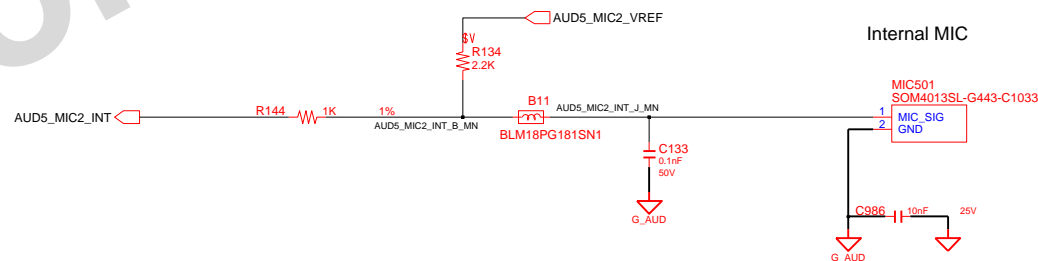 AUD5_MIC2_VREF
Internal MIC
$V
R134
2.2K
MIC501
SOM4013SL-G443-C1033
AUD5_MIC2_INT
R144
1K
1%
AUD5_MIC2_INT_B_MN
B11
BLM18PG181SN1
AUD5_MIC2_INT_J_MN
1
MIC_SIG
2
GND
C133
0.1nF
50V
G_AUD
C986
10nF
25V
G_AUD